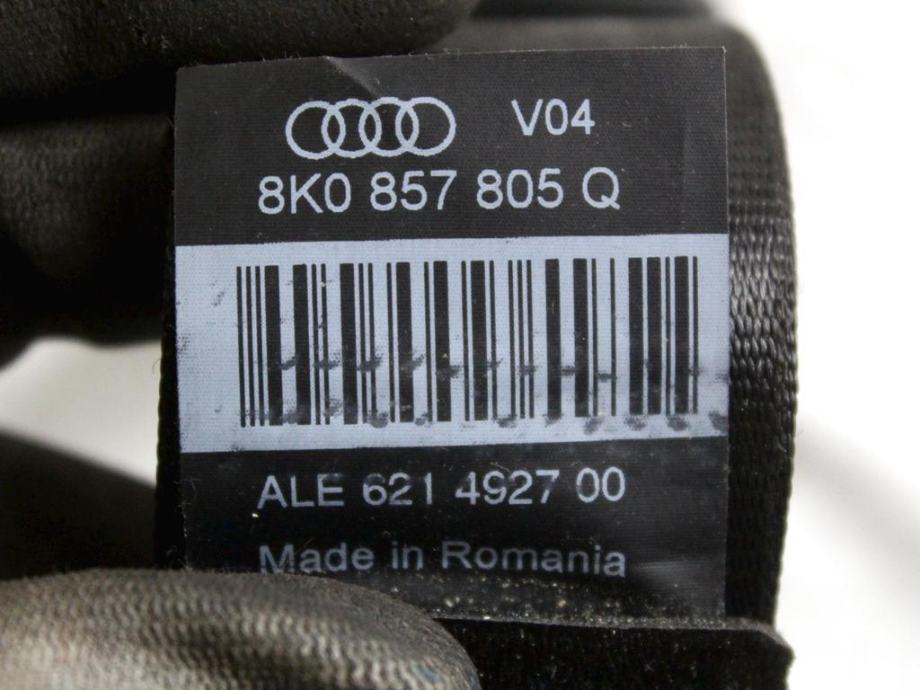 V04
8K0 857 805 Q
ALE 621 4927 00
Made in Romania